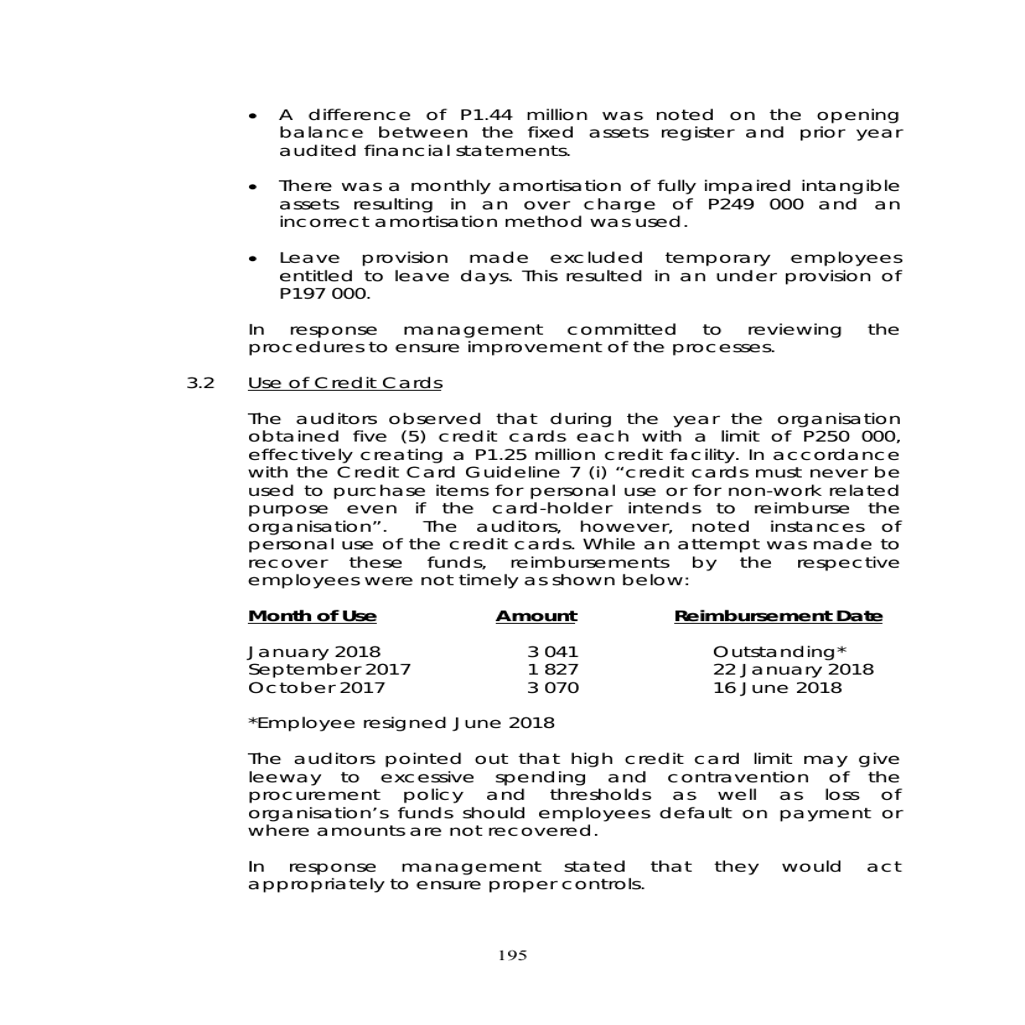 • A difference of P1.44 million was noted on the opening
balance between the fixed assets register and prior year
audited financial statements.
• There was a monthly amortisation of fully impaired intangible
assets resulting in an over charge of P249 000 and an
incorrect amortisation method was used.
• Leave provision made excluded temporary employees
entitled to leave days. This resulted in an under provision of
P197 000.
In response management committed to reviewing the
procedures to ensure improvement of the processes.
3.2 Use of Credit Cards
The auditors observed that during the year the organisation
obtained five (5) credit cards each with a limit of P250 000,
effectively creating a P1.25 million credit facility. In accordance
with the Credit Card Guideline 7 (i) “credit cards must never be
used to purchase items for personal use or for non-work related
purpose even if the card-holder intends to reimburse the
organisation”. The auditors, however, noted instances of
personal use of the credit cards. While an attempt was made to
recover these funds, reimbursements by the respective
employees were not timely as shown below:
Month of Use Amount Reimbursement Date
January 2018 3 041 Outstanding*
September 2017 1 827 22 January 2018
October 2017 3 070 16 June 2018
*Employee resigned June 2018
The auditors pointed out that high credit card limit may give
leeway to excessive spending and contravention of the
procurement policy and thresholds as well as loss of
organisation’s funds should employees default on payment or
where amounts are not recovered.
In response management stated that they would act
appropriately to ensure proper controls.
195